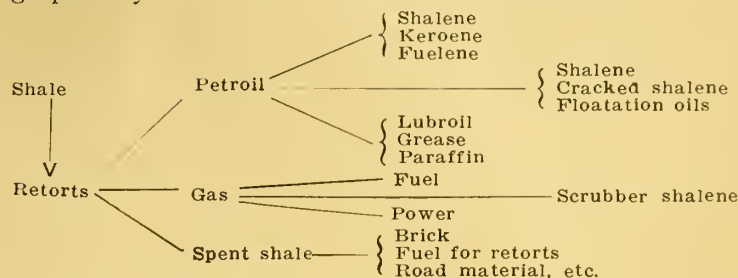 Shalene
Keroene
Fuelene
Petroil
Shalene
Cracked shalene
Floatation oils
Shale
Lubroil
Grease
Paraffin
V
Retorts
Gas
Fuel
Scrubber shalene
Power
Spent shale
Brick
Fuel for retorts
Road material, etc.